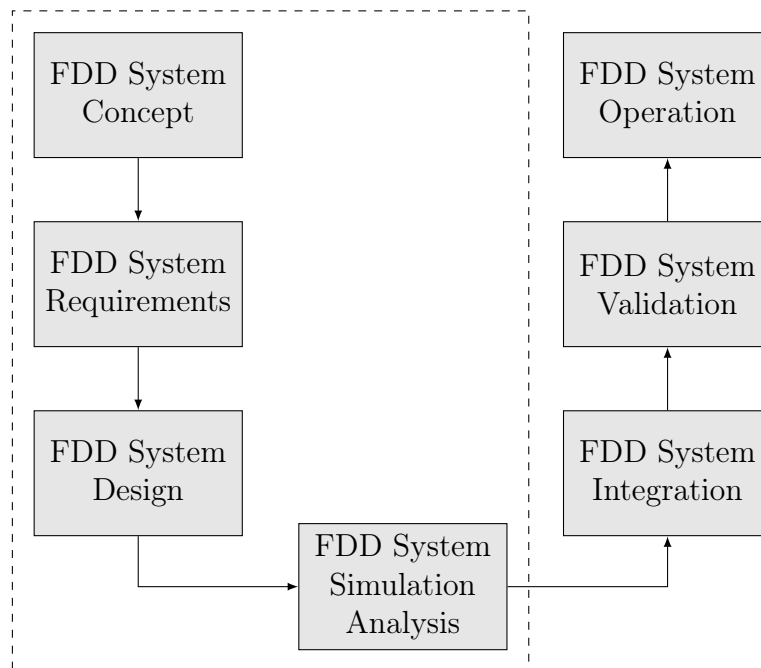 FDD System
Concept
FDD System
Requirements
FDD System
Design
FDD System
Simulation
Analysis
FDD System
Integration
FDD System
Validation
FDD System
Operation